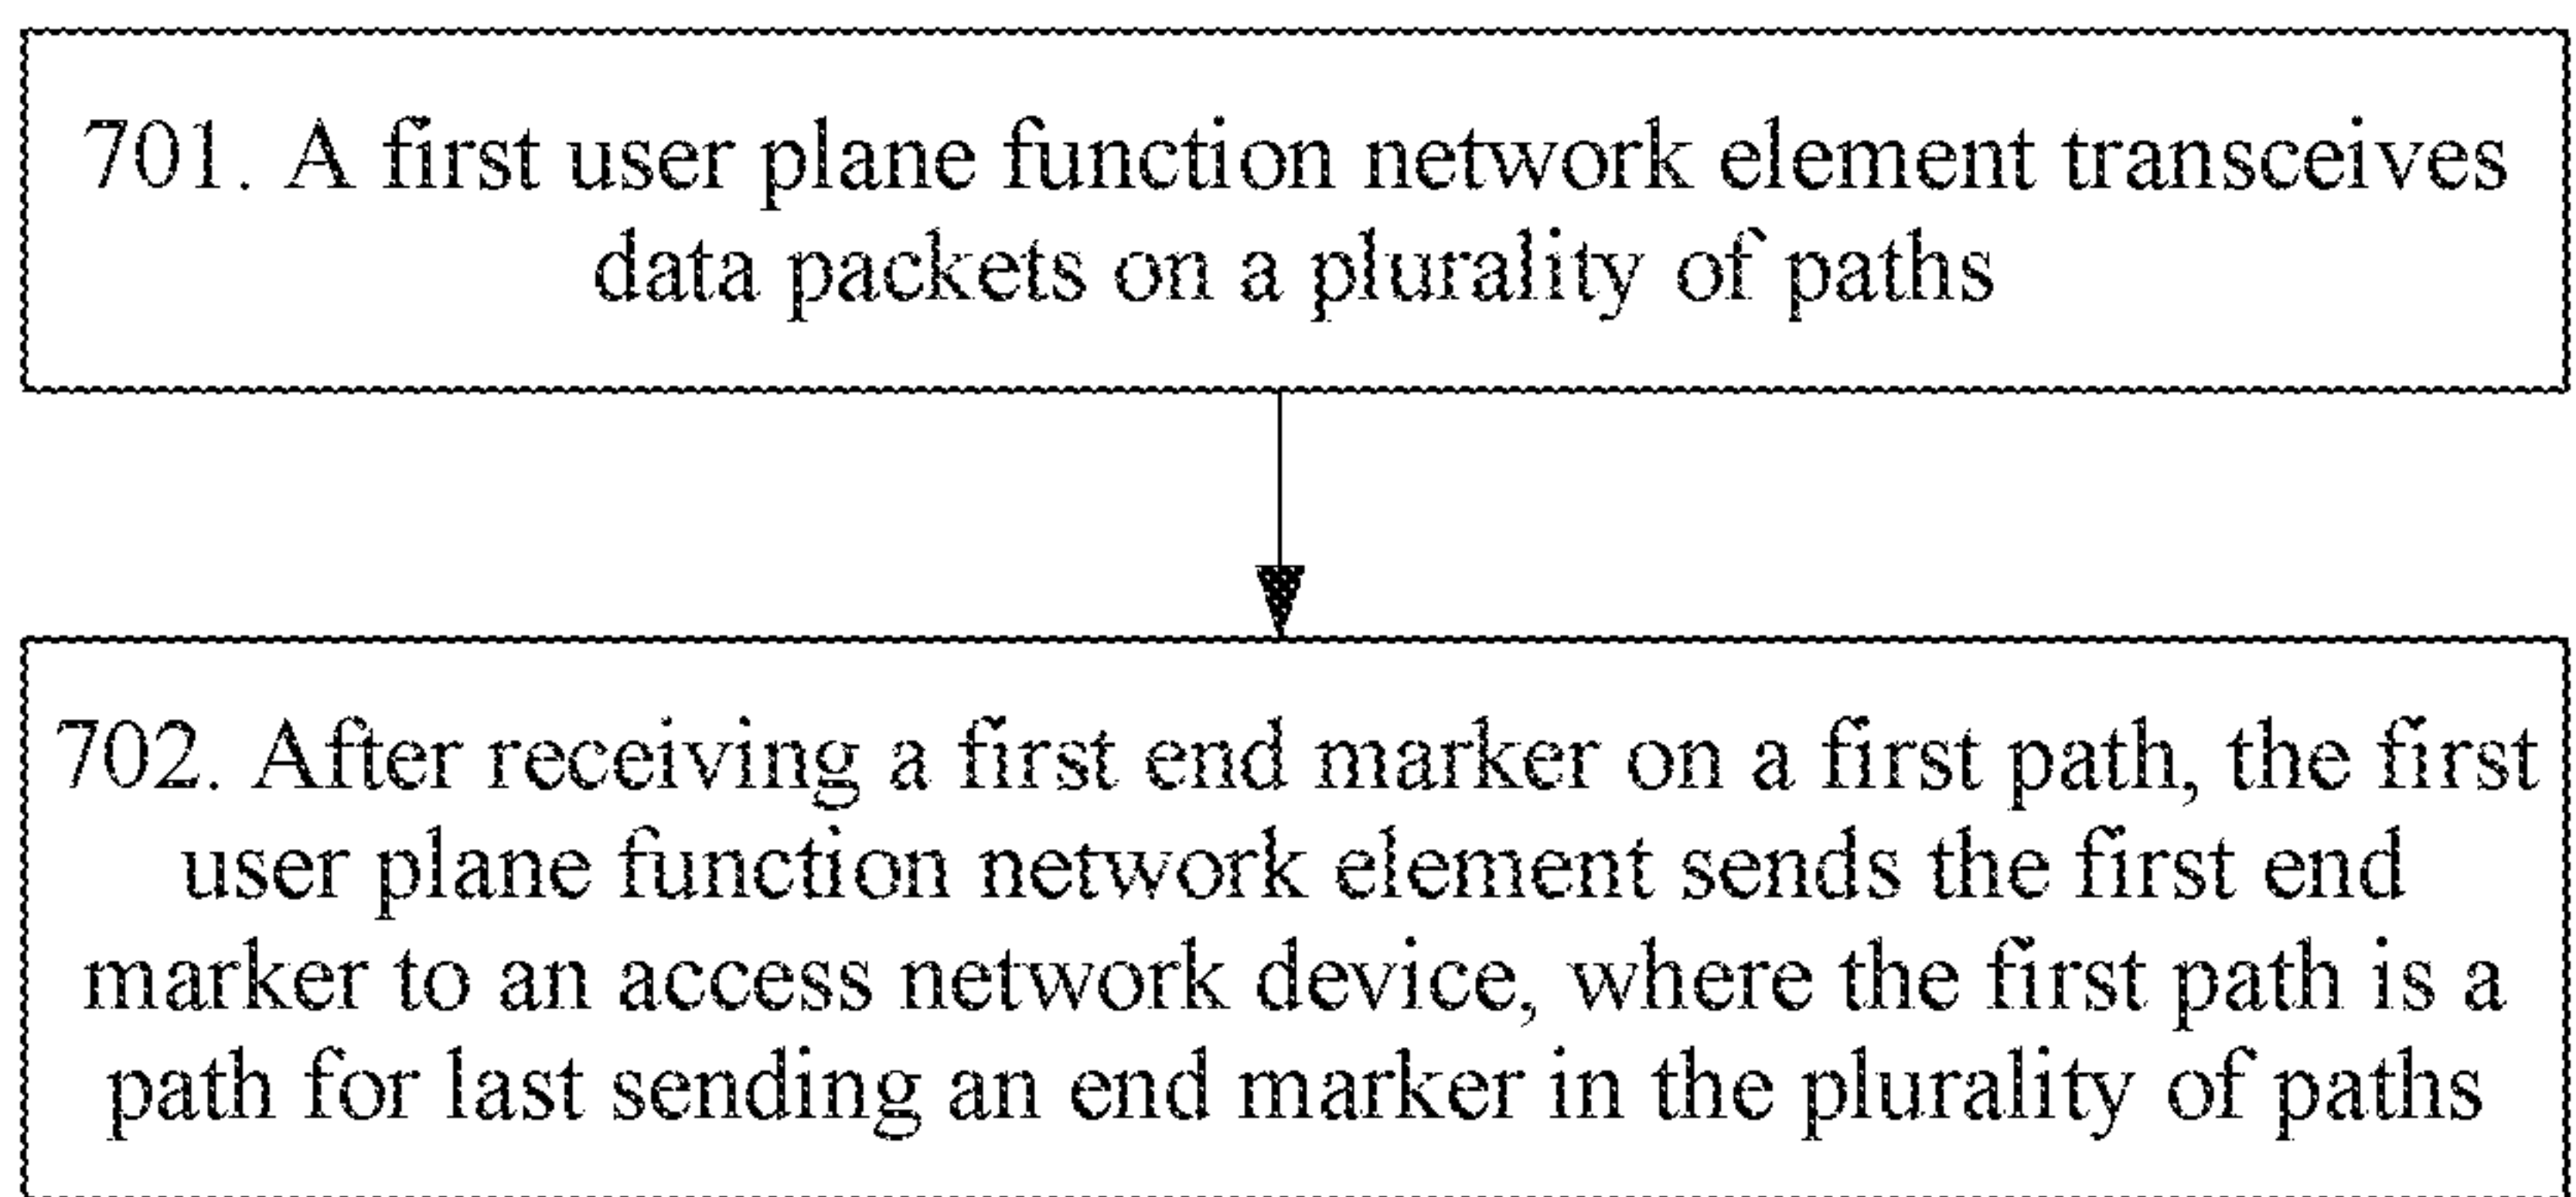 701. A first user plane function network element transceives
data packets on a plurality of paths
702. After receiving a first end marker on a first path, the first
user plane function network element sends the first end
marker to an access network device, where the first path is a
path for last sending an end marker in the plurality of paths